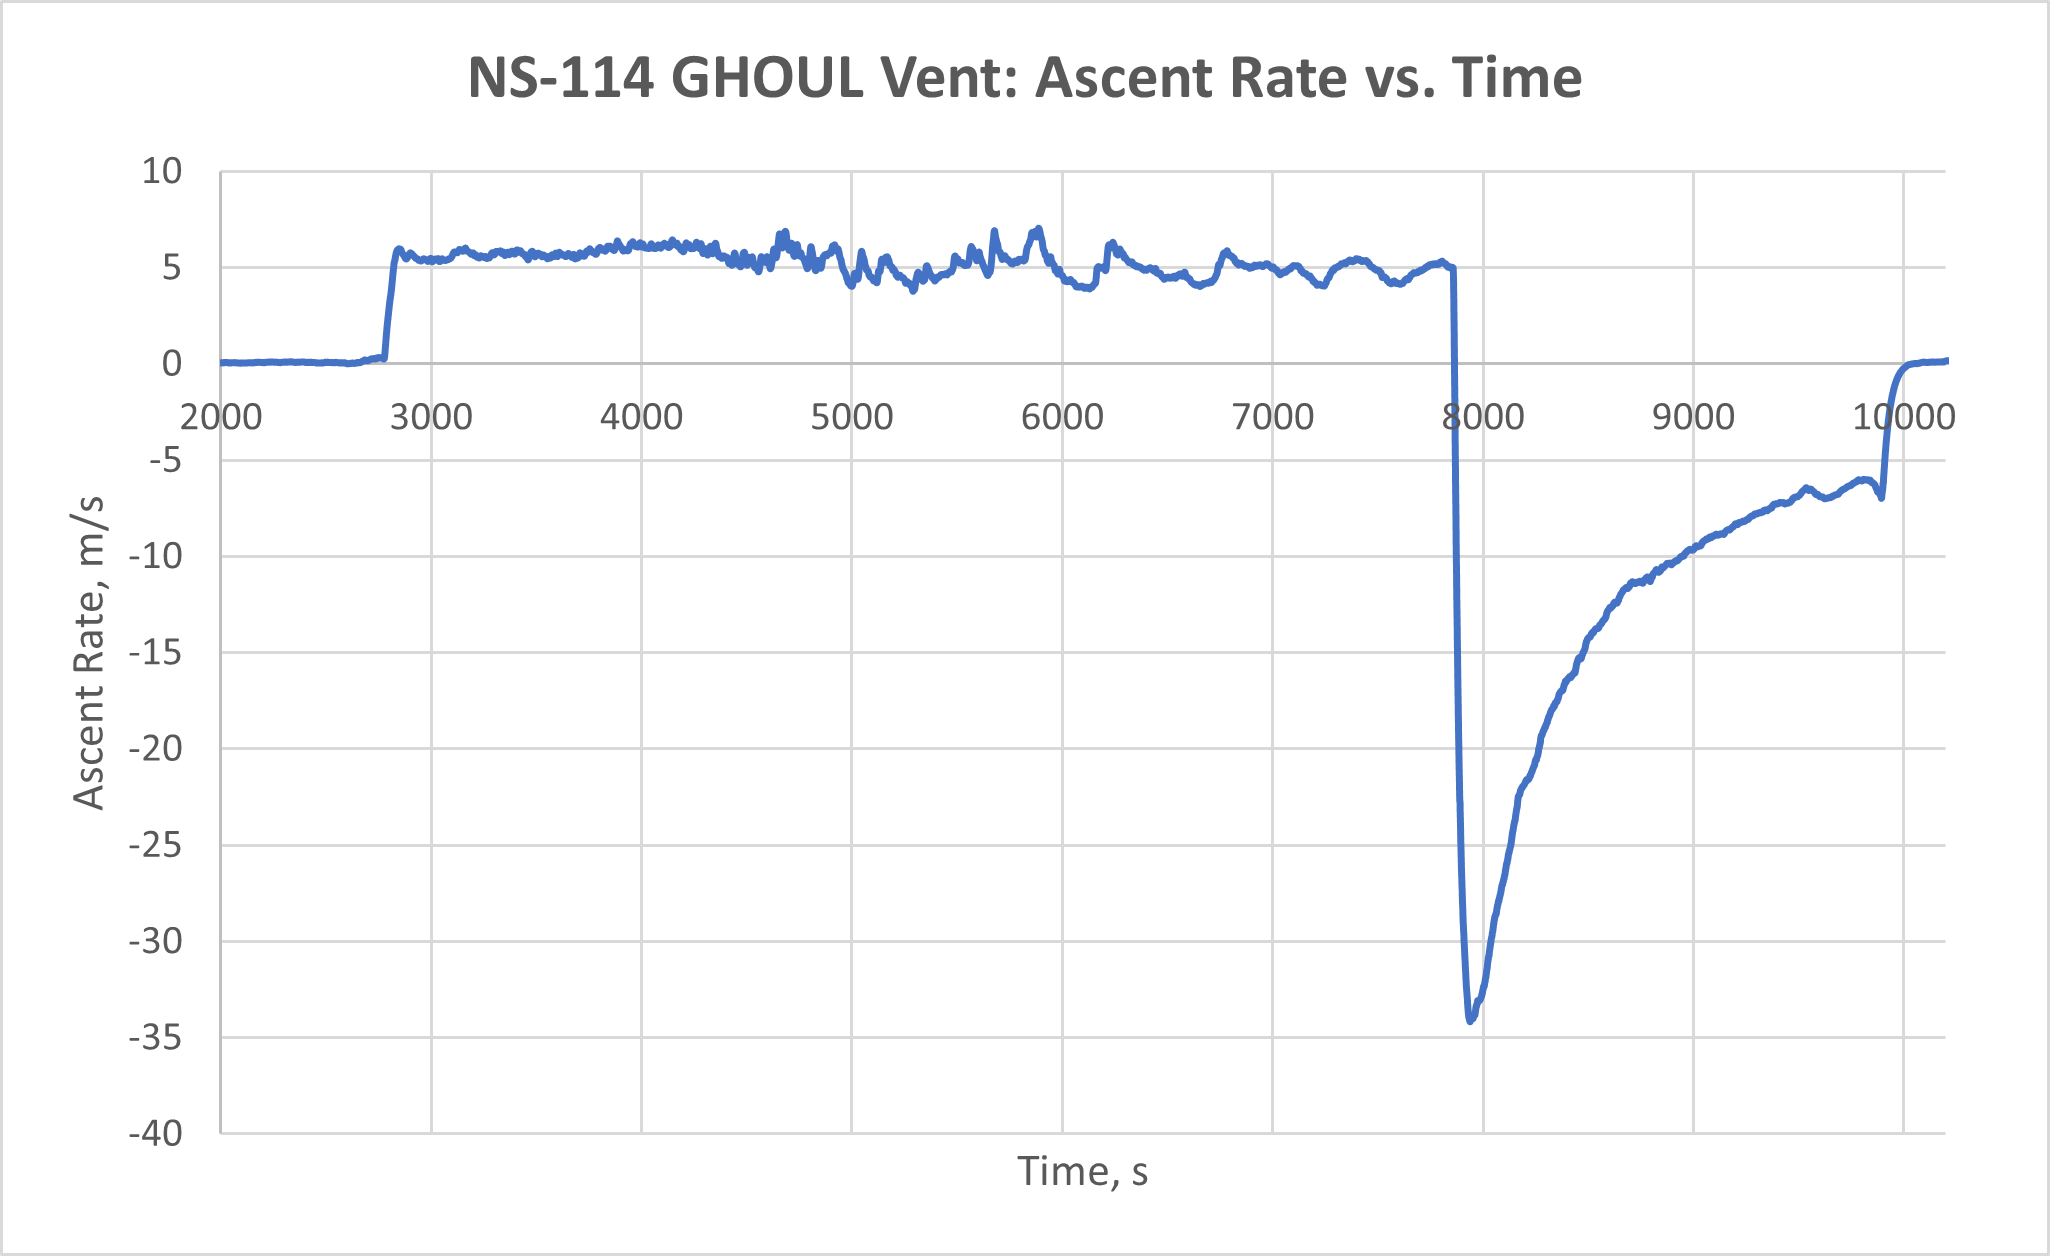 NS-114 GHOUL Vent: Ascent Rate vs. Time
10
5
0
2000 3000 4000 5000 6000 7000 8000 9000 10000
-5
-10
-15
-20
-25
-30
-35
-40
Ascent Rate, m/s
Time, s